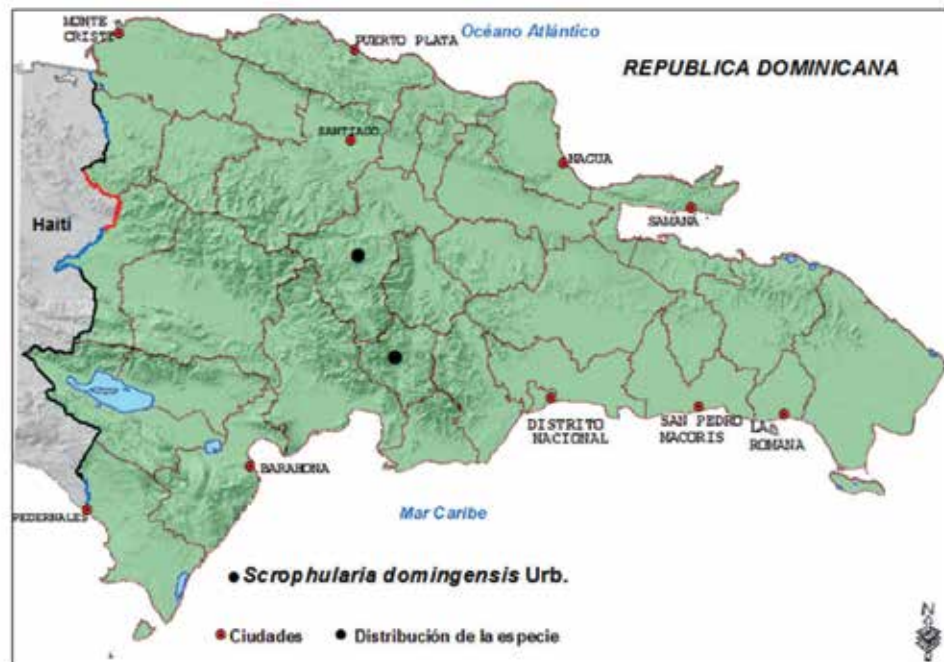 MONTE
CRISTI
PUERTO PLATA
Océano Atlántico
REPUBLICA DOMINICANA
SANTIAGO
NAGUA
SAMANA
Haití
DISTRITO
NACIONAL
SAN PEDRO
MACORIS
LA
ROMANA
BARAHONA
PEDERNALES
Mar Caribe
Scrophularia domingensis Urb.
Ciudades
Distribución de la especie
N